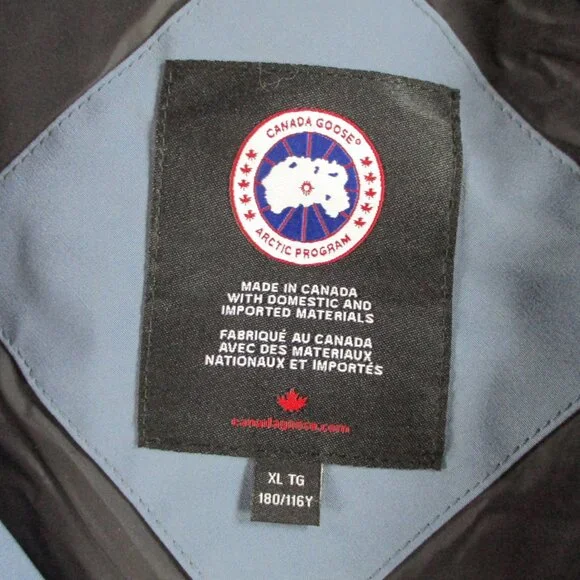 CANADA GOOSE®
ARCTIC PROGRAM
MADE IN CANADA
WITH DOMESTIC AND
IMPORTED MATERIALS
FABRIQUÉ AU CANADA
AVEC DES MATERIAUX
NATIONAUX ET IMPORTÉS
canadagoose.com
XL TG
180/116Y